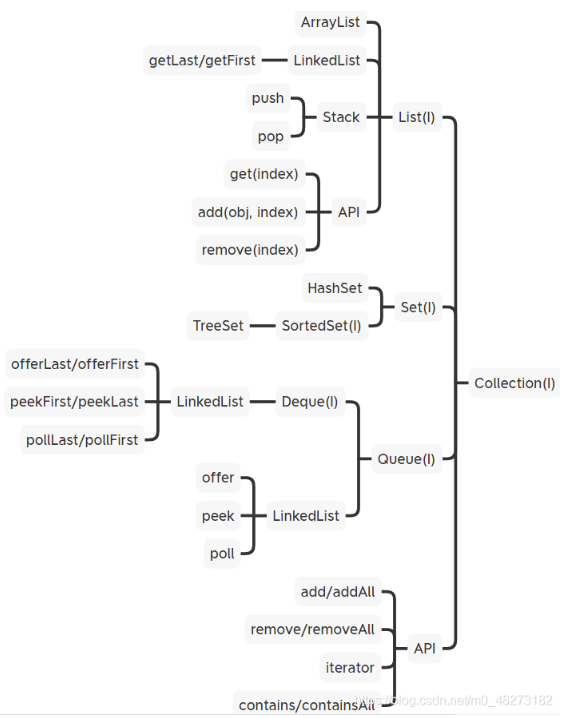 ArrayList
getLast/getFirst
LinkedList
push
Stack
List(I)
pop
get(index)
add(obj, index)
API
remove(index)
HashSet
Set(I)
TreeSet
SortedSet(I)
offerLast/offerFirst
Collection(I)
peekFirst/peekLast
LinkedList
Deque(I)
pollLast/pollFirst
Queue(I)
offer
peek
LinkedList
poll
add/addAll
remove/removeAll
API
iterator
contains/containsAll
https://blog.csdn.net/m0_48273182